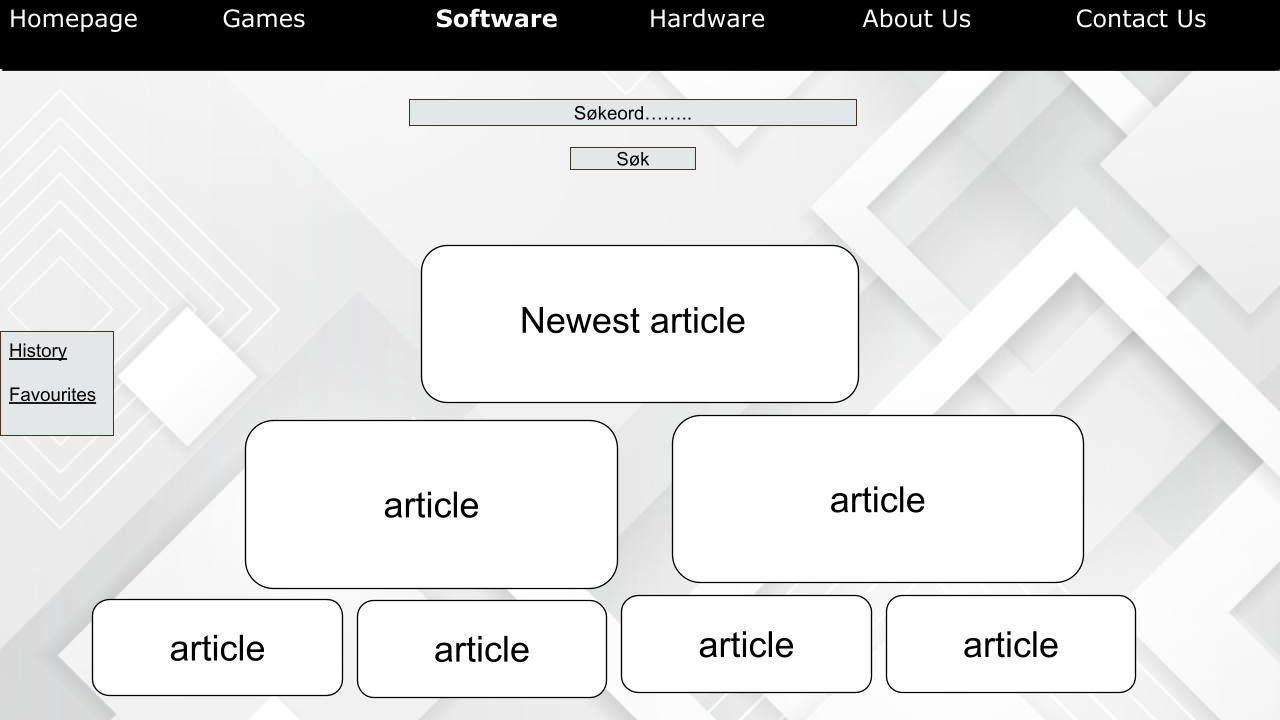 Homepage Games Software Hardware About Us Contact Us
Søkeord……..
Søk
Newest article
History
Favourites
article article
article article article article